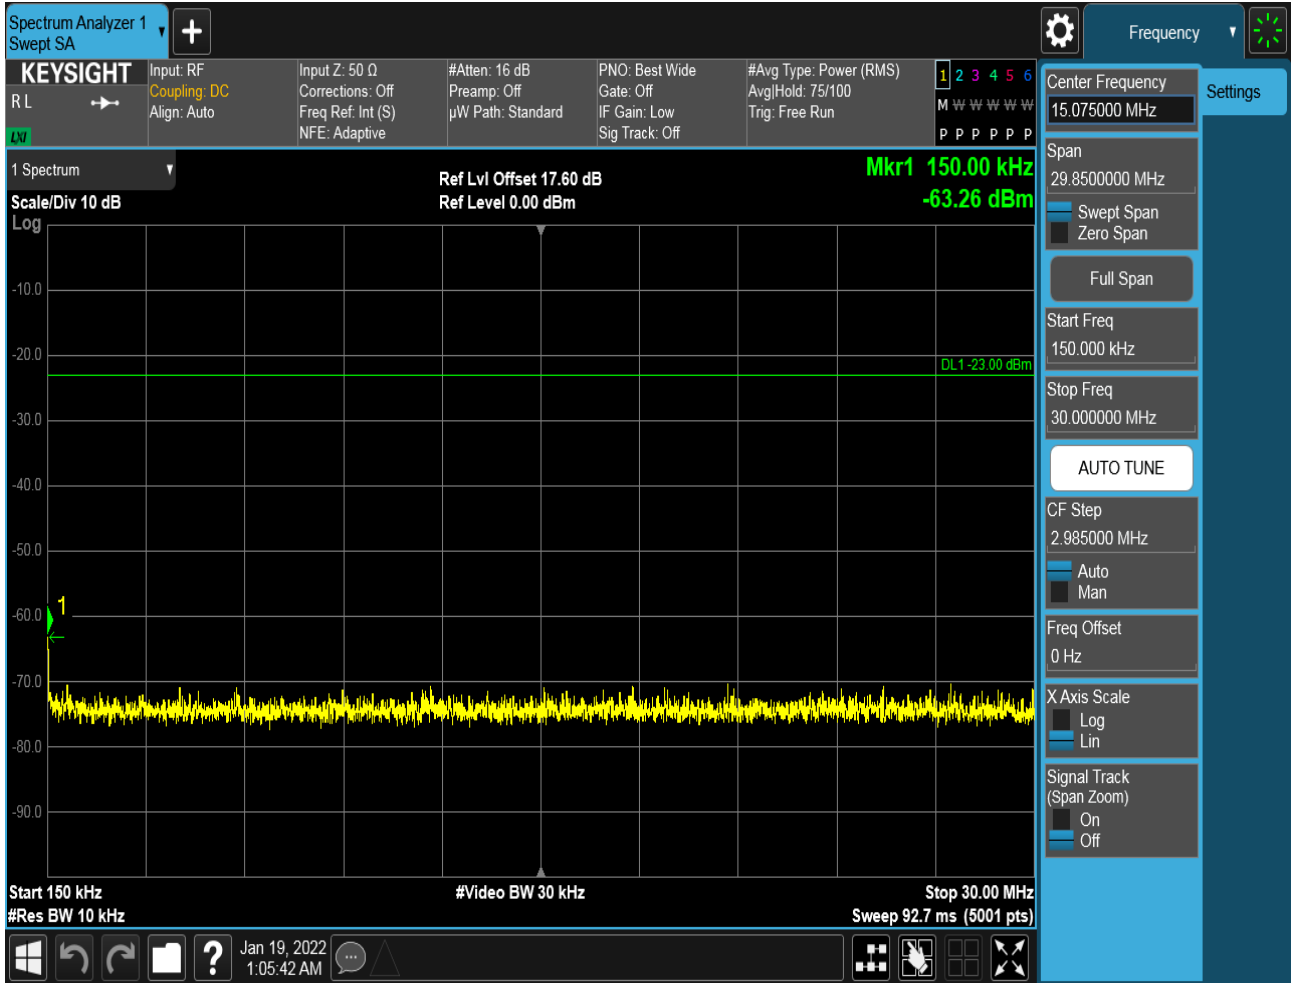 Spectrum Analyzer 1
Swept SA
Frequency
KEYSIGHT
R L
LXI
Input: RF
Coupling: DC
Align: Auto
Input Z: 50 Ω
Corrections: Off
Freq Ref: Int (S)
NFE: Adaptive
#Atten: 16 dB
Preamp: Off
µW Path: Standard
PNO: Best Wide
Gate: Off
IF Gain: Low
Sig Track: Off
#Avg Type: Power (RMS)
Avg|Hold: 75/100
Trig: Free Run
1 2 3 4 5 6
M W W W W W
P P P P P P
1 Spectrum
Scale/Div 10 dB
Log
Ref Lvl Offset 17.60 dB
Ref Level 0.00 dBm
Mkr1 150.00 kHz
-63.26 dBm
-10.0
-20.0
DL1 -23.00 dBm
-30.0
-40.0
-50.0
1
-60.0
-70.0
-80.0
-90.0
Start 150 kHz
#Res BW 10 kHz
#Video BW 30 kHz
Stop 30.00 MHz
Sweep 92.7 ms (5001 pts)
Center Frequency
15.075000 MHz
Settings
Span
29.8500000 MHz
Swept Span
Zero Span
Full Span
Start Freq
150.000 kHz
Stop Freq
30.000000 MHz
AUTO TUNE
CF Step
2.985000 MHz
Auto
Man
Freq Offset
0 Hz
X Axis Scale
Log
Lin
Signal Track
(Span Zoom)
On
Off
?
Jan 19, 2022
1:05:42 AM